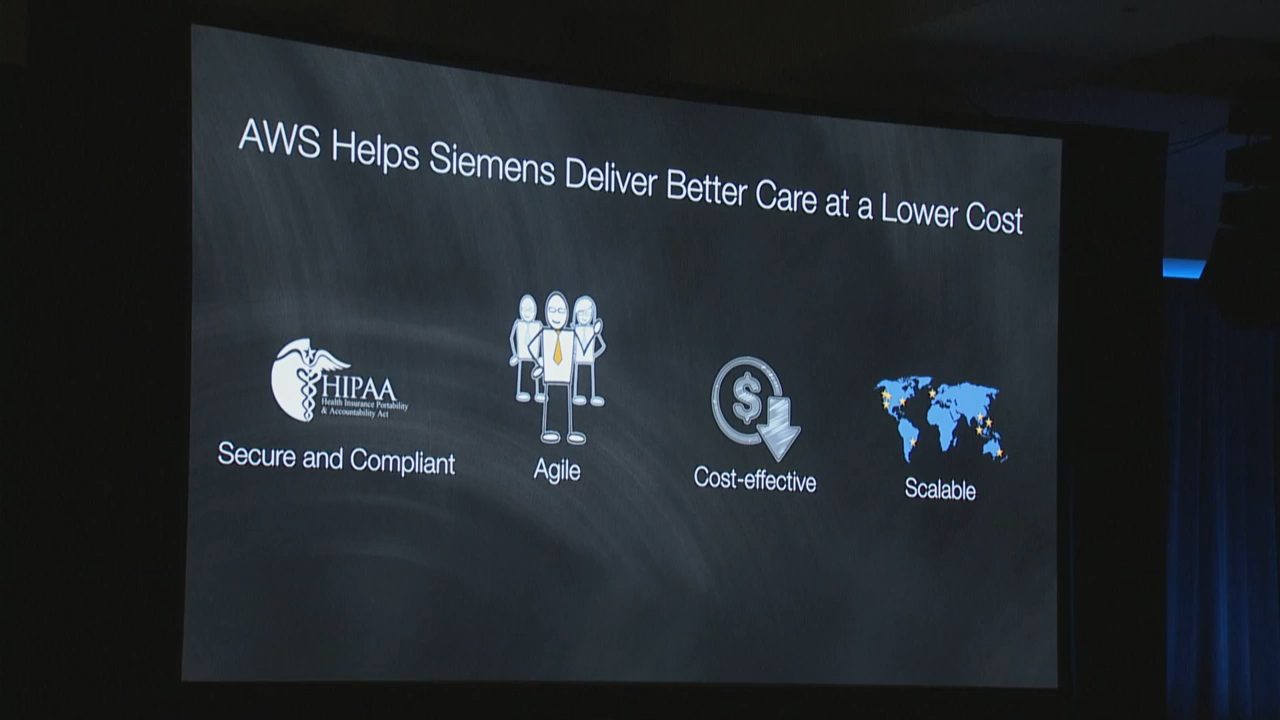 AWS Helps Siemens Deliver Better Care at a Lower Cost
HIPAA
Health Insurance Portability
& Accountability Act
Secure and Compliant
Agile
$
Cost-effective
Scalable